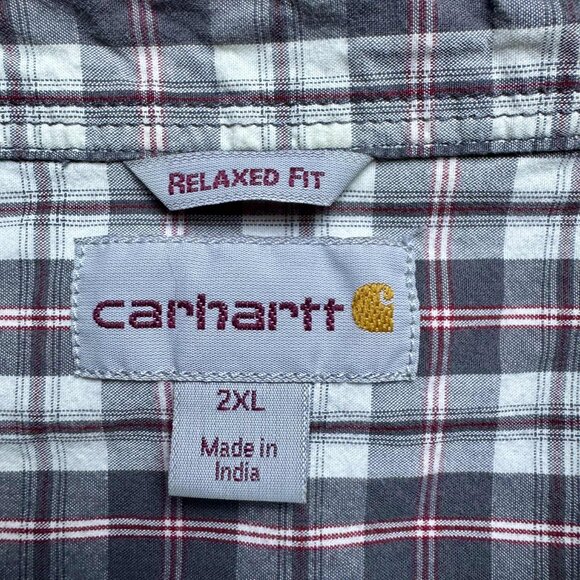 RELAXED FIT
carhartt
2XL
Made in
India